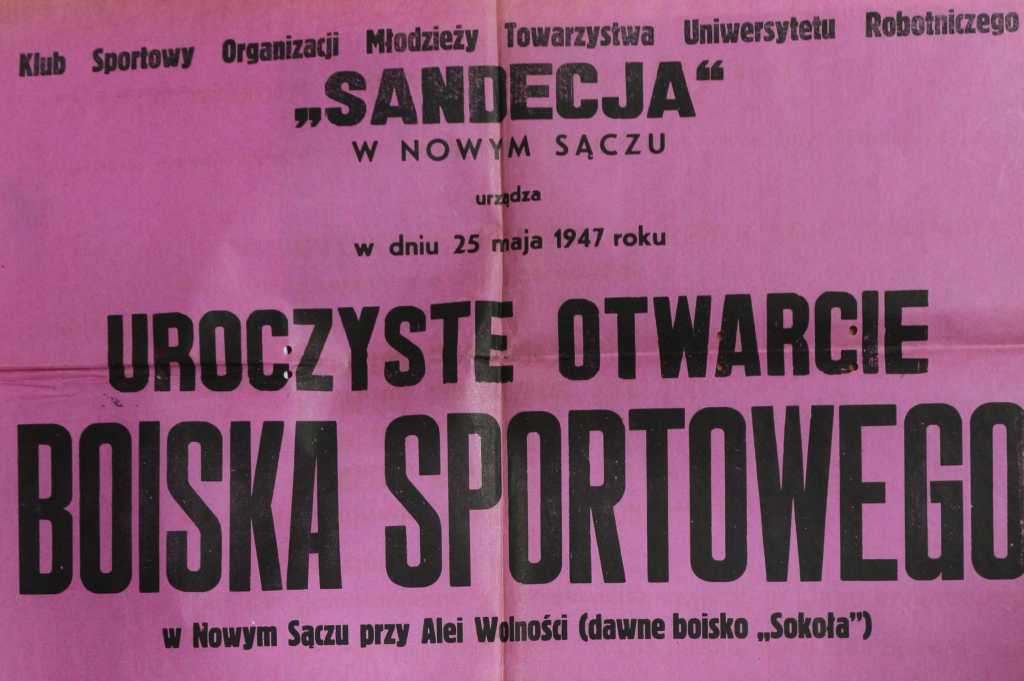 Klub Sportowy Organizacji Młodzieży Towarzystwa Uniwersytetu Robotniczego
„SANDECJA“
W NOWYM SĄCZU
urządza
w dniu 25 maja 1947 roku
UROCZYSTE OTWARCIE
BOISKA SPORTOWEGO
w Nowym Sączu przy Alei Wolności (dawne boisko „Sokoła”)